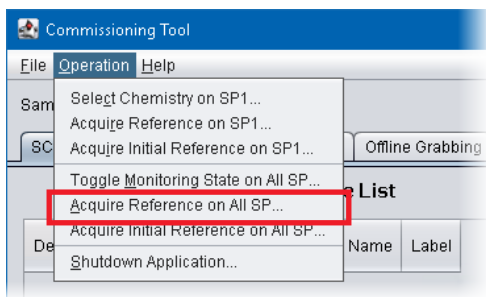 Commissioning Tool
File Operation Help
Sam
Select Chemistry on SP1...
Acquire Reference on SP1...
Acquire Initial Reference on SP1...
SC
Offline Grabbing
Toggle Monitoring State on All SP...
e List
Acquire Reference on All SP...
Acquire Initial Reference on All SP...
De
Name Label
Shutdown Application...